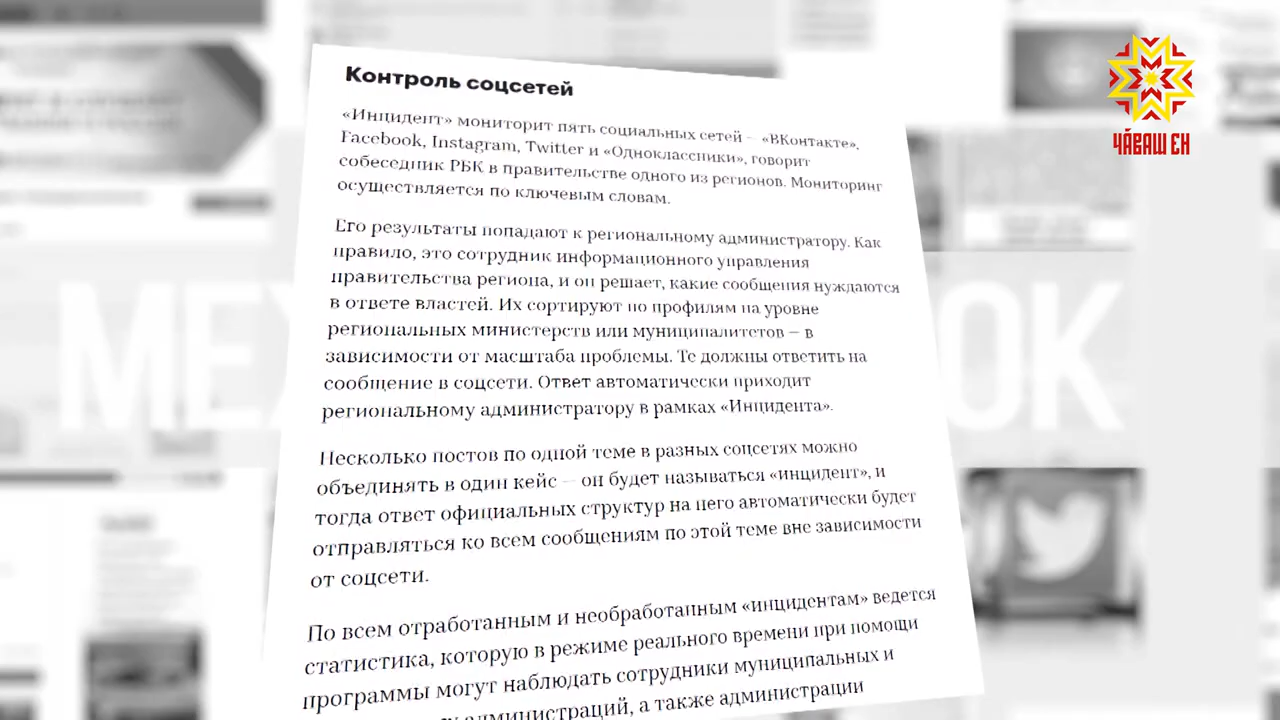 Контроль соцсетей
«Инцидент» мониторит пять социальных сетей – «ВКонтакте»,
Facebook, Instagram, Twitter и «Одноклассники», говорит
собеседник РБК в правительстве одного из регионов. Мониторинг
осуществляется по ключевым словам.
Его результаты попадают к региональному администратору. Как
правило, это сотрудник информационного управления
правительства региона, и он решает, какие сообщения нуждаются
в ответе властей. Их сортируют по профилям на уровне
региональных министерств или муниципалитетов – в
зависимости от масштаба проблемы. Те должны ответить на
сообщение в соцсети. Ответ автоматически приходит
региональному администратору в рамках «Инцидента».
Несколько постов по одной теме в разных соцсетях можно
объединять в один кейс – он будет называться «инцидент», и
тогда ответ официальных структур на него автоматически будет
отправляться ко всем сообщениям по этой теме вне зависимости
от соцсети.
По всем отработанным и необработанным «инцидентам» ведется
статистика, которую в режиме реального времени при помощи
программы могут наблюдать сотрудники муниципальных и
администраций, а также администрации
ЧӐВАШ ЕН